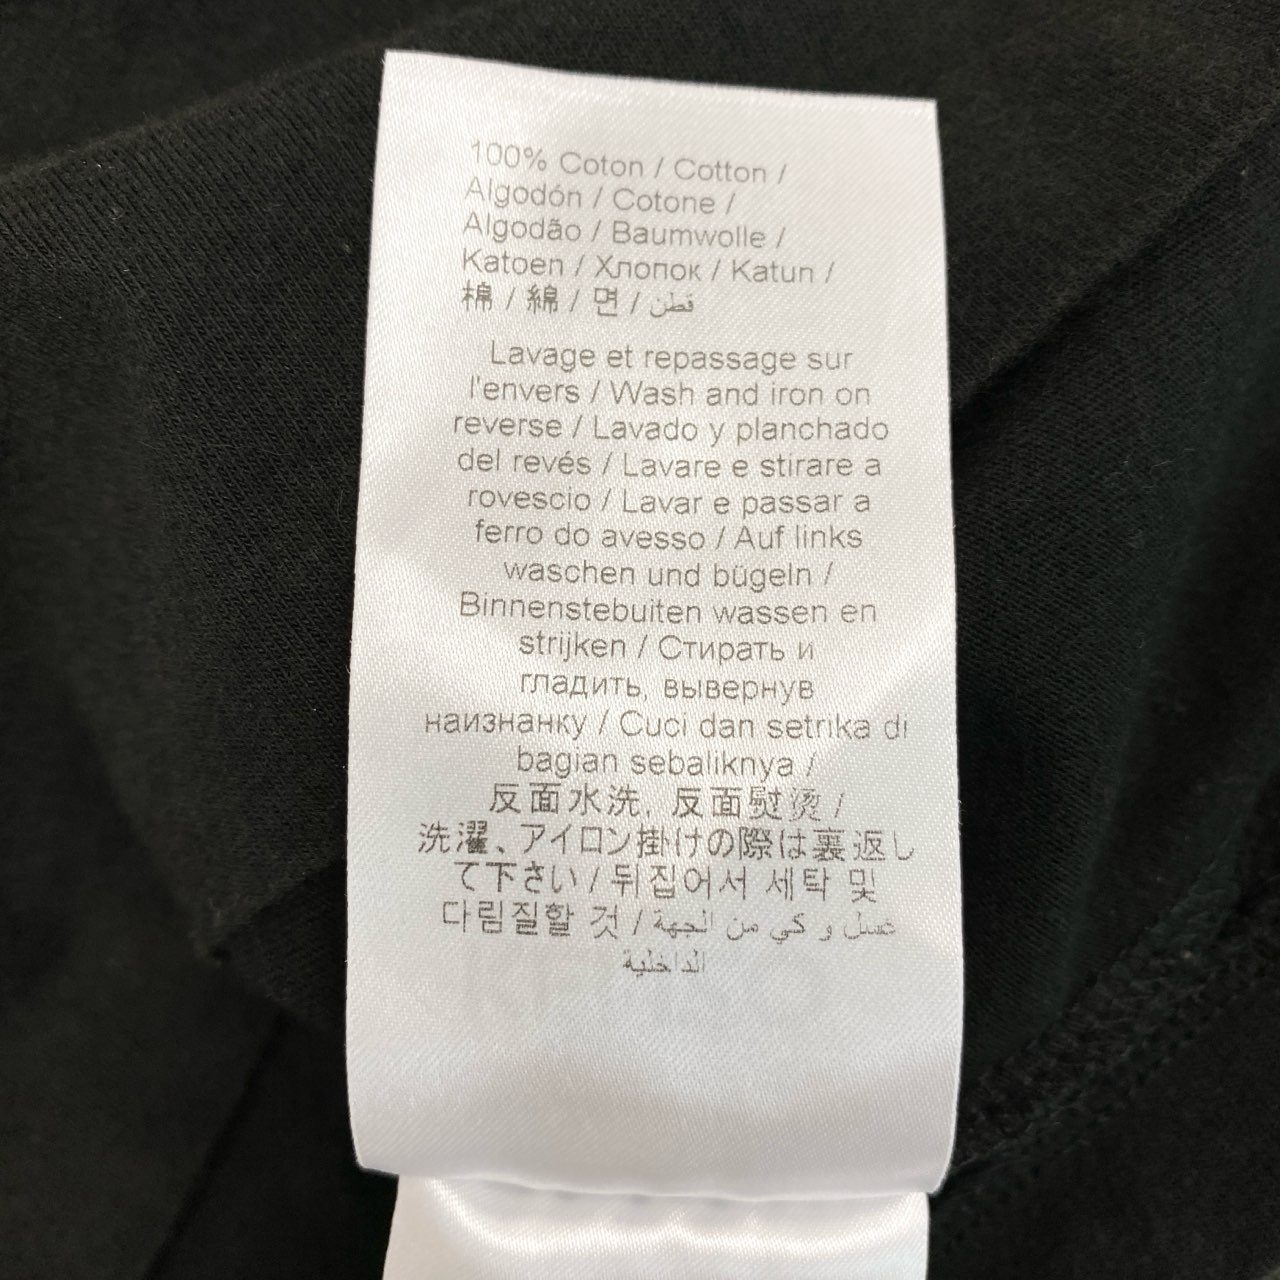 100% Coton / Cotton /
Algodón / Cotone /
Algodão / Baumwolle /
Katoen / Хлопок / Katun /
棉 / 綿 / 면 / قطن
Lavage et repassage sur
l'envers / Wash and iron on
reverse / Lavado y planchado
del revés / Lavare e stirare a
rovescio / Lavar e passar a
ferro do avesso / Auf links
waschen und bügeln /
Binnenstebuiten wassen en
strijken / Стирать и
гладить, вывернув
наизнанку / Cuci dan setrika di
bagian sebaliknya /
反面水洗, 反面熨烫 /
洗濯、アイロン掛けの際は裏返し
て下さい / 뒤집어서 세탁 및
다림질할 것 / غسل و كي من الجهة
الداخلية